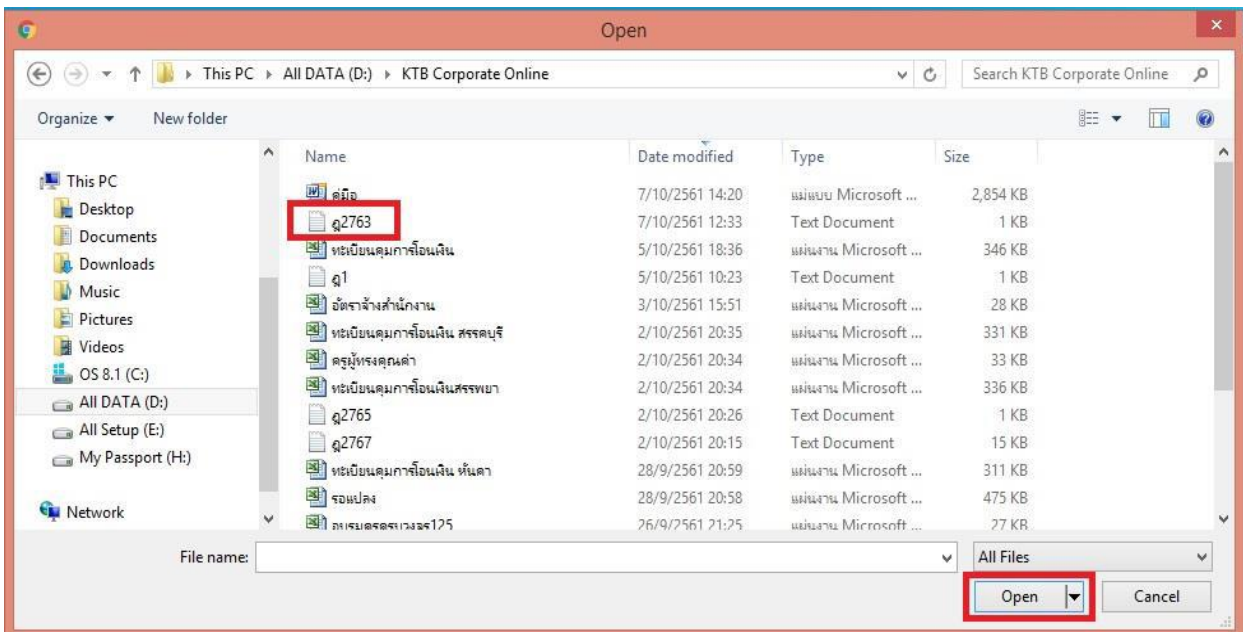 Open
This PC ▸ All DATA (D:) ▸ KTB Corporate Online
Search KTB Corporate Online
Organize
New folder
Name Date modified Type Size
This PC
Desktop
Documents
Downloads
Music
Pictures
Videos
OS 8.1 (C:)
All DATA (D:)
All Setup (E:)
My Passport (H:)
Network
คู่มือ 7/10/2561 14:20 แม่แบบ Microsoft ... 2,854 KB
ฎ2763 7/10/2561 12:33 Text Document 1 KB
ทะเบียนคุมการโอนเงิน 5/10/2561 18:36 แผ่นงาน Microsoft ... 346 KB
ฎ1 5/10/2561 10:23 Text Document 1 KB
อัตราจ้างสำนักงาน 3/10/2561 15:51 แผ่นงาน Microsoft ... 28 KB
ทะเบียนคุมการโอนเงิน สรรคบุรี 2/10/2561 20:35 แผ่นงาน Microsoft ... 331 KB
ครูผู้ทรงคุณค่า 2/10/2561 20:34 แผ่นงาน Microsoft ... 33 KB
ทะเบียนคุมการโอนเงินสรรพยา 2/10/2561 20:34 แผ่นงาน Microsoft ... 336 KB
ฎ2765 2/10/2561 20:26 Text Document 1 KB
ฎ2767 2/10/2561 20:15 Text Document 15 KB
ทะเบียนคุมการโอนเงิน หันคา 28/9/2561 20:59 แผ่นงาน Microsoft ... 311 KB
รอแปลง 28/9/2561 20:58 แผ่นงาน Microsoft ... 475 KB
26/9/2561 21:25 แผ่นงาน Microsoft ... 27 KB
File name:
All Files
Open
Cancel